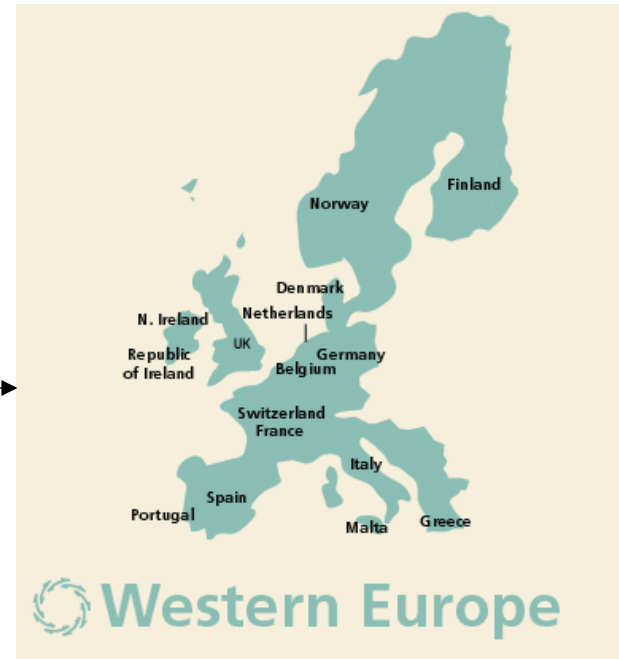 Finland
Norway
Denmark
Netherlands
N. Ireland
UK
Republic
of Ireland
Germany
Belgium
Switzerland
France
Italy
Spain
Portugal
Malta
Greece
Western Europe